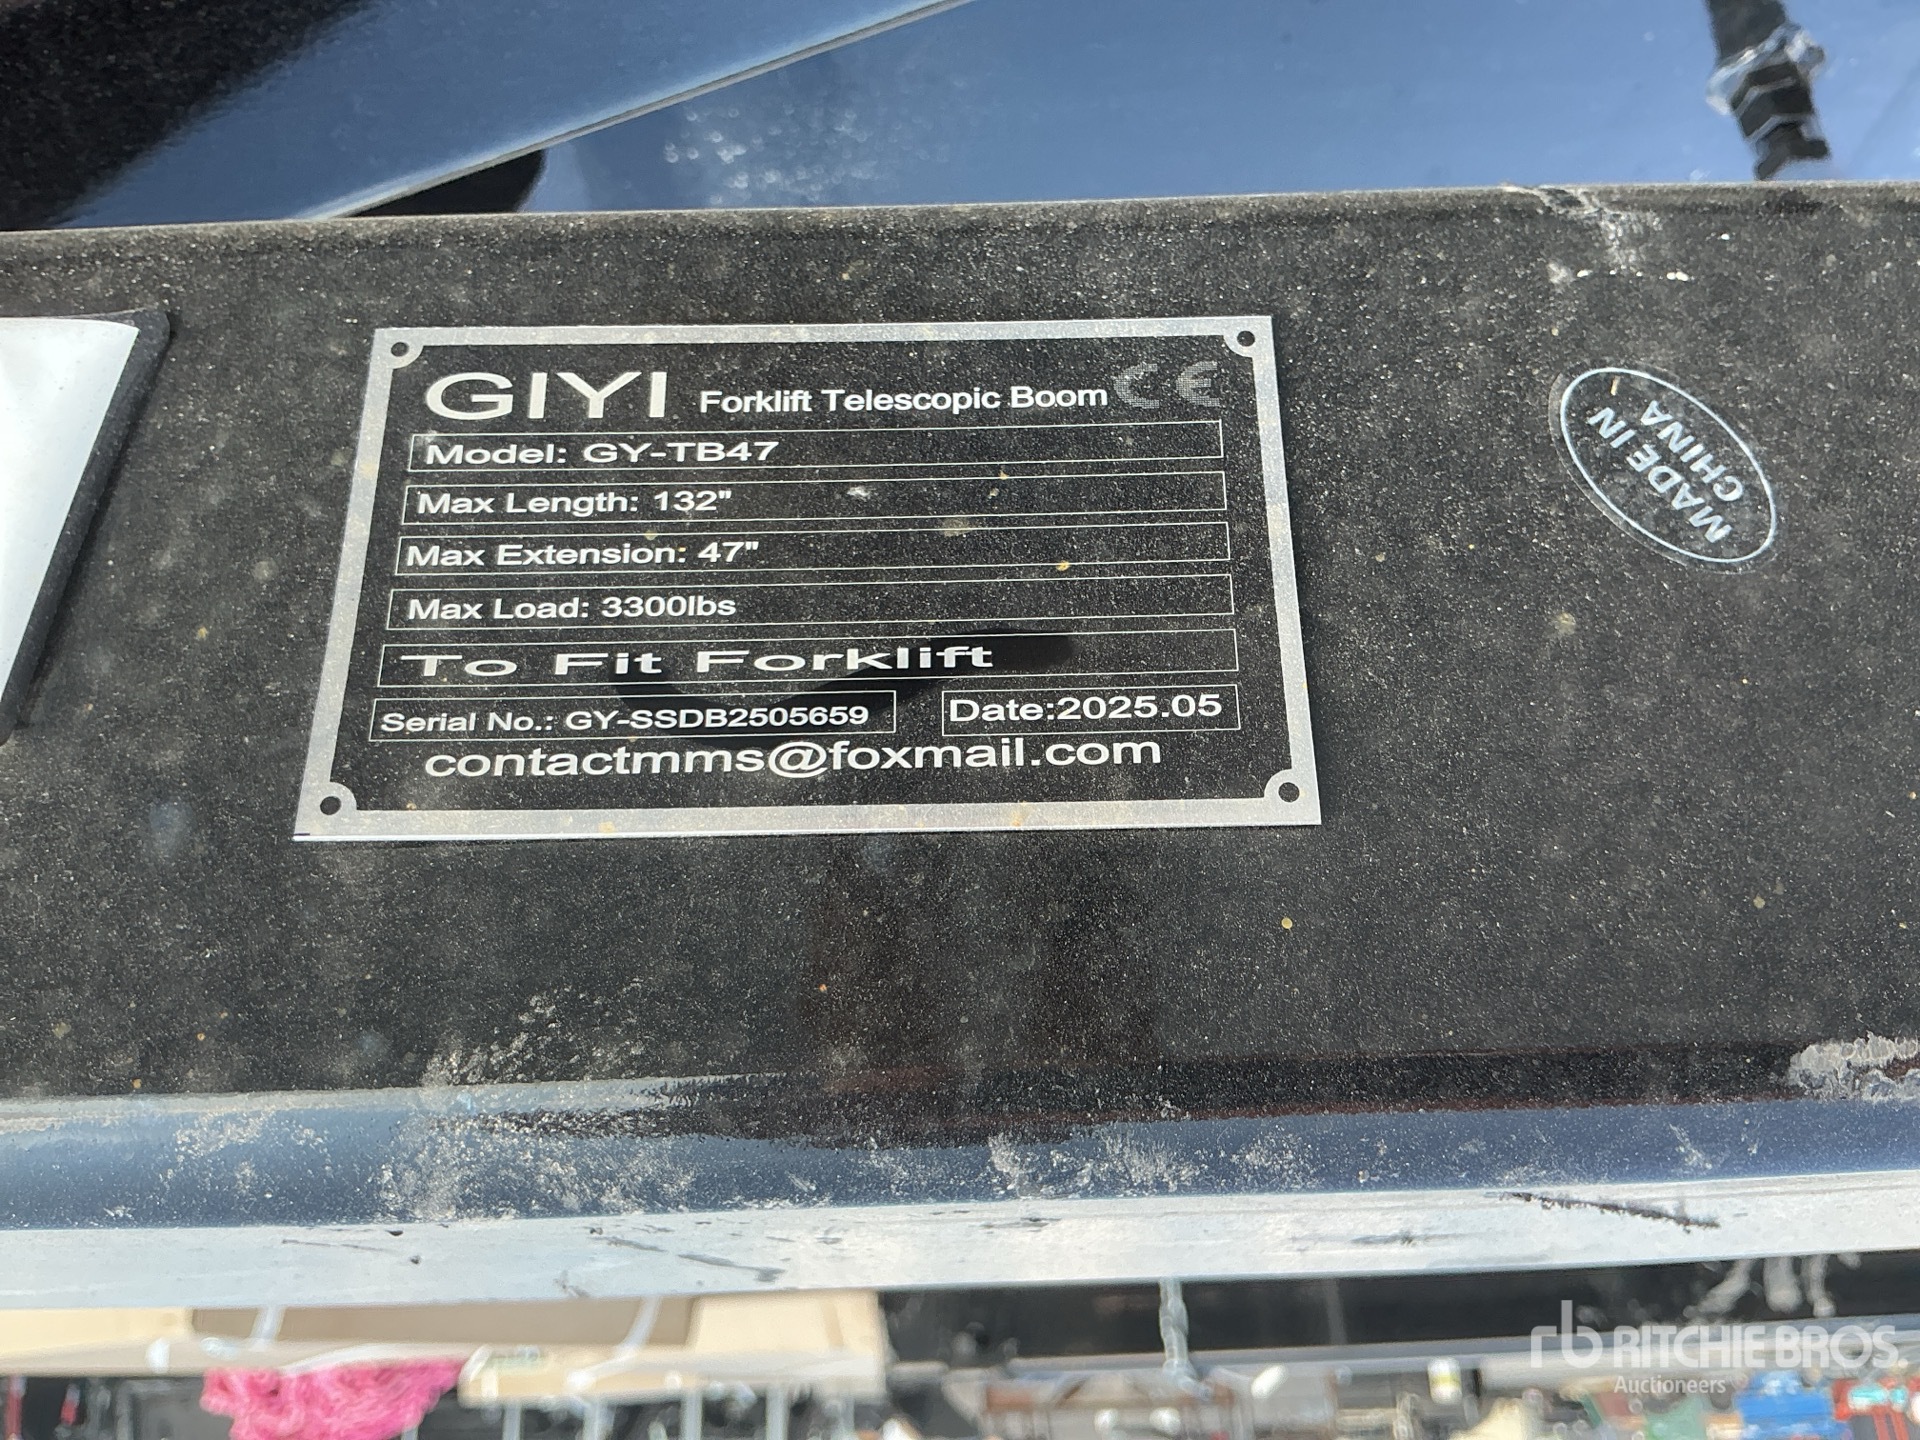 GIYI Forklift Telescopic Boom CE
Model: GY-TB47
Max Length: 132"
Max Extension: 47"
Max Load: 3300lbs
To Fit Forklift
Serial No.: GY-SSDB2505659
Date:2025.05
contactmms@foxmail.com
MADE IN
CHINA
rb RITCHIE BROS
Auctioneers